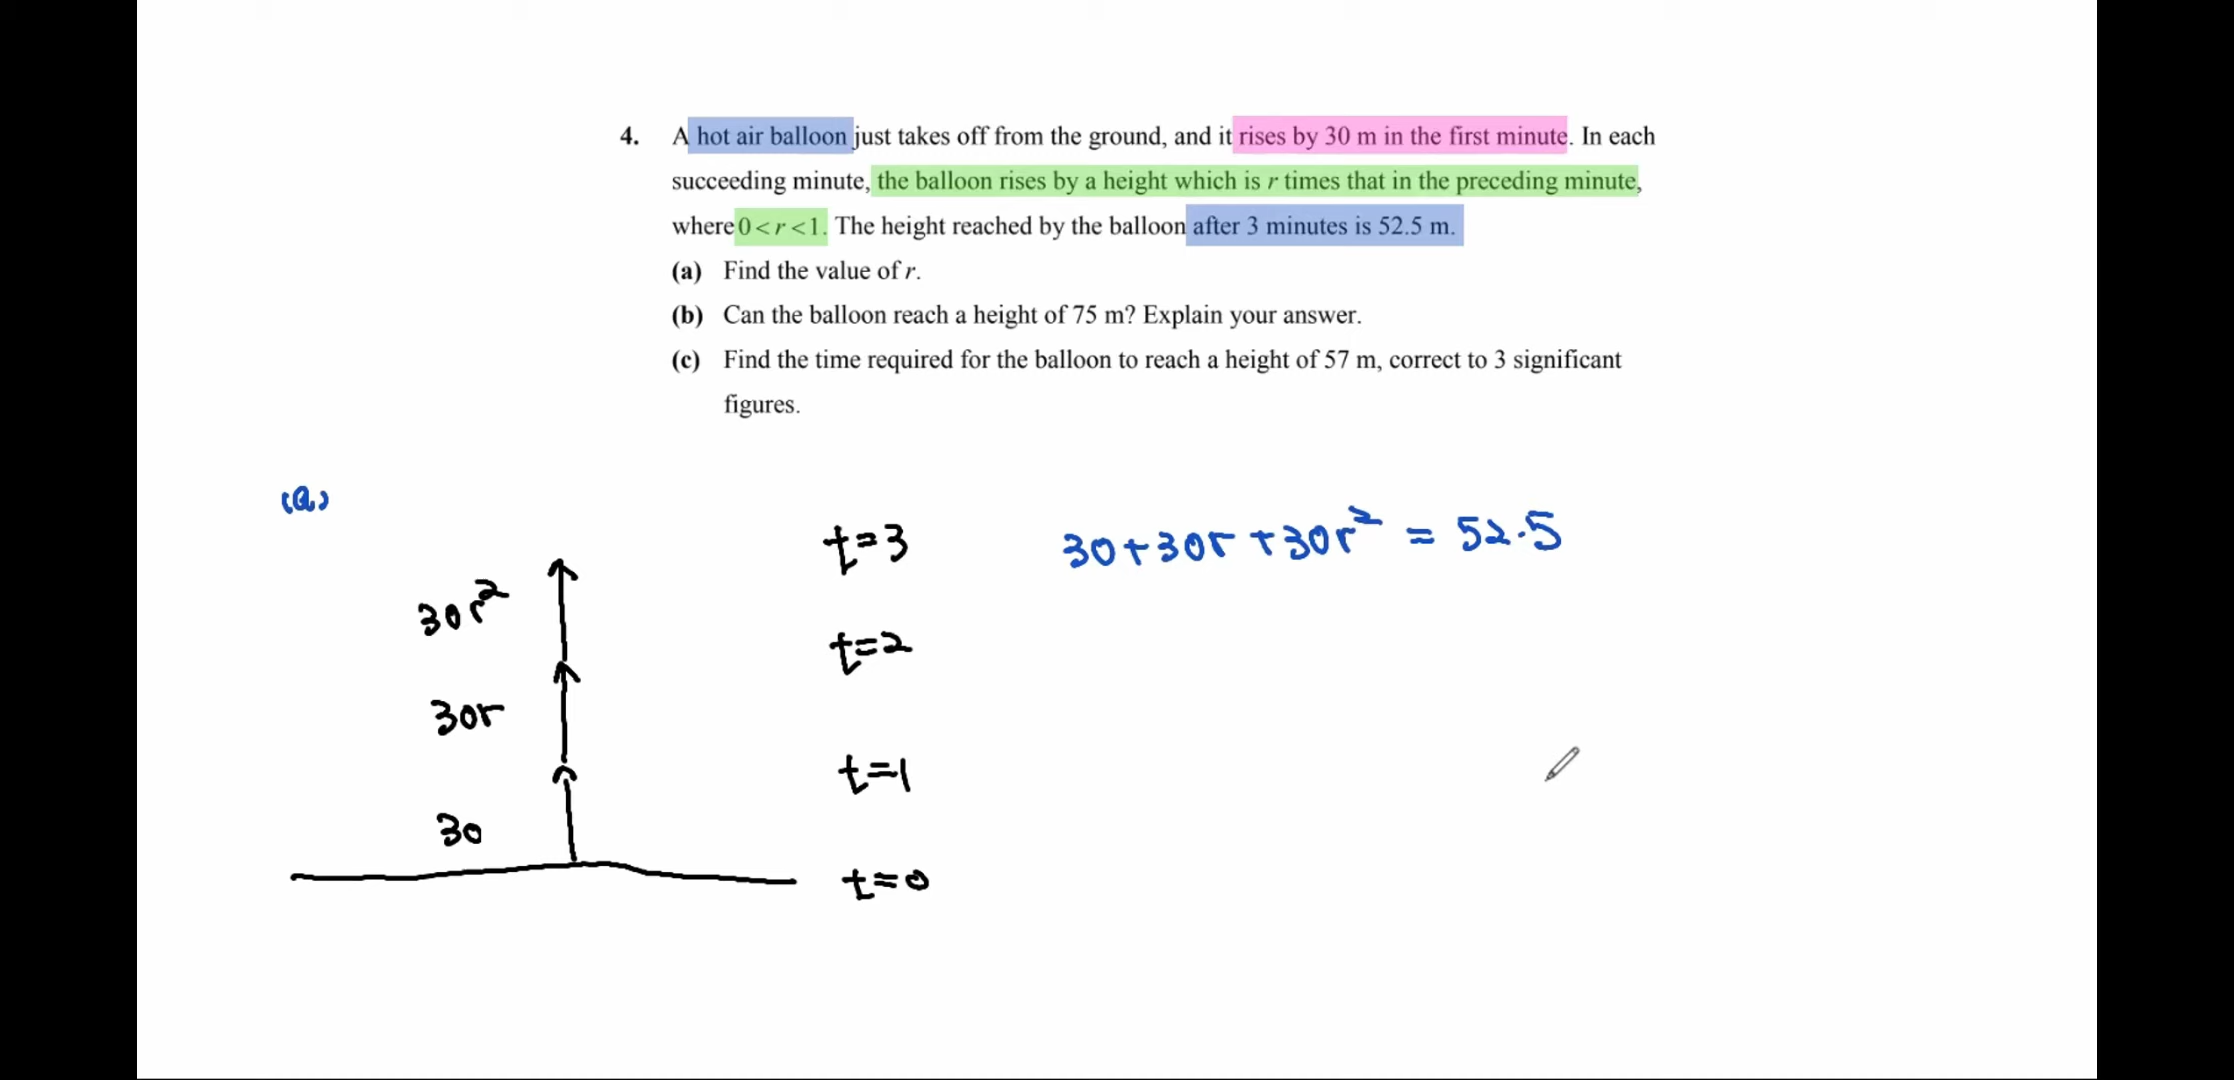 4. A hot air balloon just takes off from the ground, and it rises by 30 m in the first minute. In each
succeeding minute, the balloon rises by a height which is r times that in the preceding minute,
where 0 < r < 1. The height reached by the balloon after 3 minutes is 52.5 m.
(a) Find the value of r.
(b) Can the balloon reach a height of 75 m? Explain your answer.
(c) Find the time required for the balloon to reach a height of 57 m, correct to 3 significant
figures.
(a)
t=3
30+30r+30r² = 52.5
30r²
t=2
30r
t=1
30
t=0